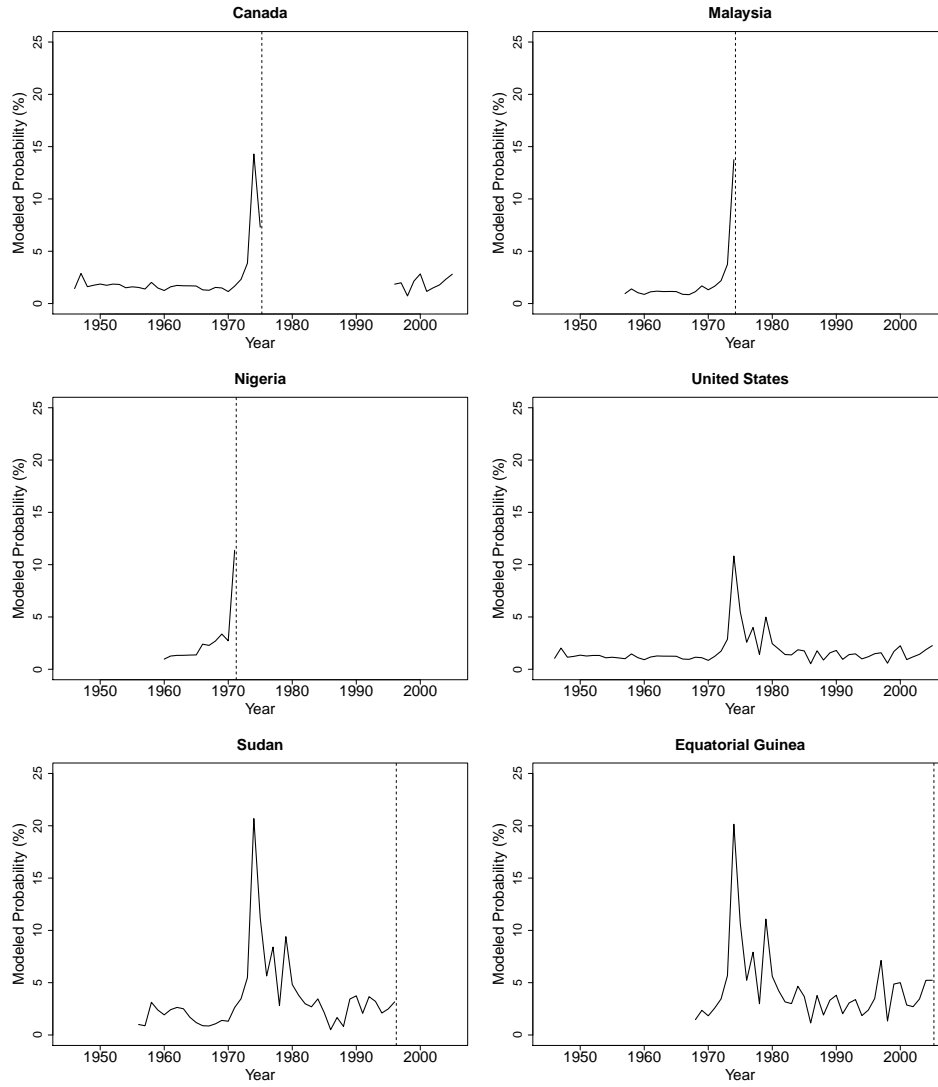 Canada
Modeled Probability (%)
0 5 10 15 20 25
1950 1960 1970 1980 1990 2000
Year
Malaysia
Modeled Probability (%)
0 5 10 15 20 25
1950 1960 1970 1980 1990 2000
Year
Nigeria
Modeled Probability (%)
0 5 10 15 20 25
1950 1960 1970 1980 1990 2000
Year
United States
Modeled Probability (%)
0 5 10 15 20 25
1950 1960 1970 1980 1990 2000
Year
Sudan
Modeled Probability (%)
0 5 10 15 20 25
1950 1960 1970 1980 1990 2000
Year
Equatorial Guinea
Modeled Probability (%)
0 5 10 15 20 25
1950 1960 1970 1980 1990 2000
Year